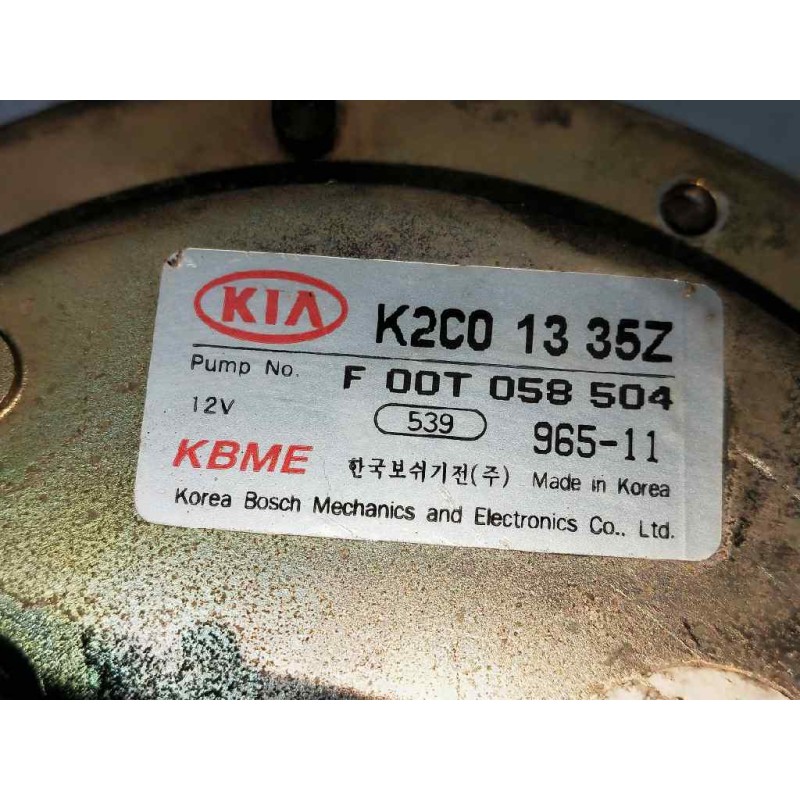 KIA K2C0 13 35Z
Pump No. F 00T 058 504
12V 539 965-11
KBME 한국보쉬기전(주) Made in Korea
Korea Bosch Mechanics and Electronics Co., Ltd.